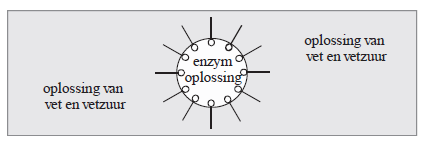 oplossing van
vet en vetzuur
enzym
oplossing
oplossing van
vet en vetzuur